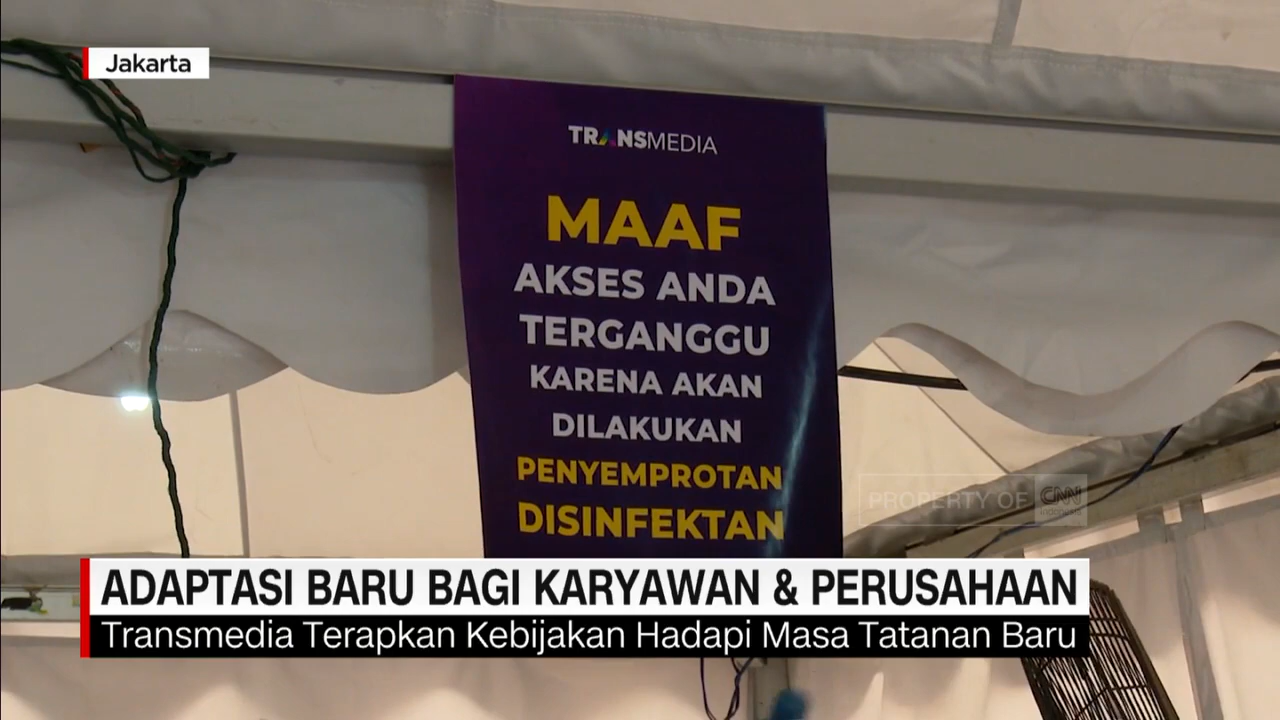 Jakarta
TRANSMEDIA
MAAF
AKSES ANDA
TERGANGGU
KARENA AKAN
DILAKUKAN
PENYEMPROTAN
DISINFEKTAN
PROPERTY OF CNN
Indonesia
ADAPTASI BARU BAGI KARYAWAN & PERUSAHAAN
Transmedia Terapkan Kebijakan Hadapi Masa Tatanan Baru